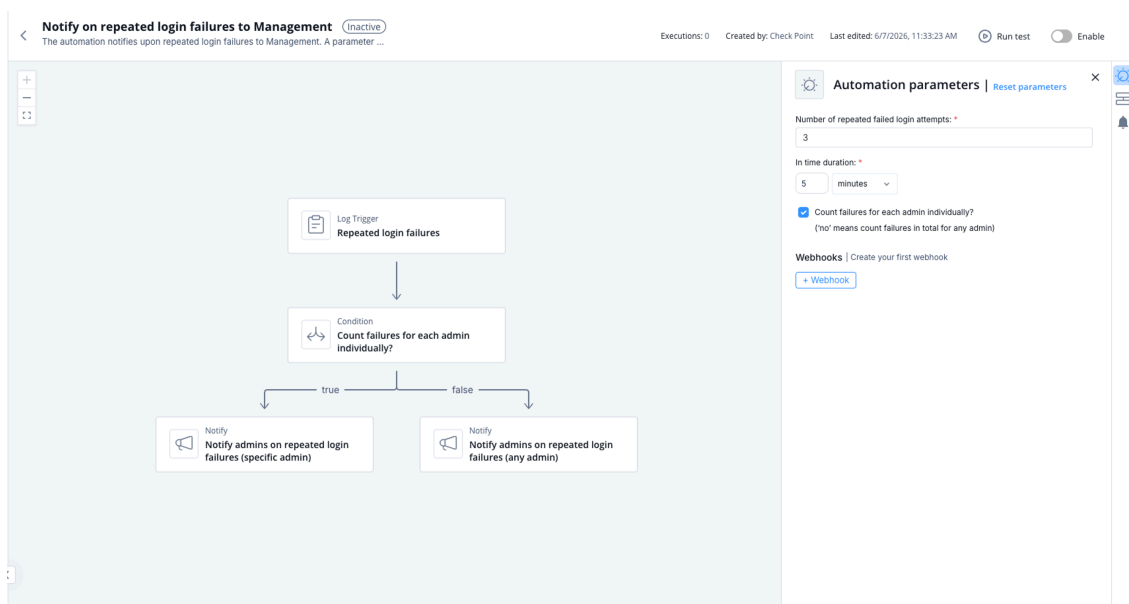 Notify on repeated login failures to Management Inactive
The automation notifies upon repeated login failures to Management. A parameter ...
Executions: 0 Created by: Check Point Last edited: 6/7/2026, 11:33:23 AM Run test Enable
Log Trigger
Repeated login failures
Condition
Count failures for each admin
individually?
true false
Notify
Notify admins on repeated login
failures (specific admin)
Notify
Notify admins on repeated login
failures (any admin)
Automation parameters | Reset parameters
Number of repeated failed login attempts: *
3
In time duration: *
5 minutes
Count failures for each admin individually?
('no' means count failures in total for any admin)
Webhooks | Create your first webhook
+ Webhook